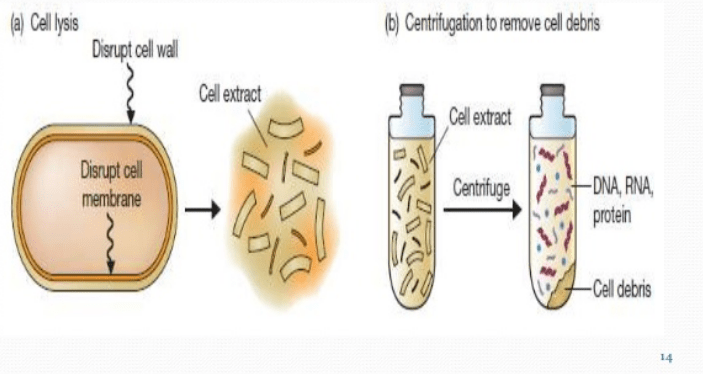 (a) Cell lysis
Disrupt cell wall
Cell extract
Disrupt cell
membrane
(b) Centrifugation to remove cell debris
Cell extract
Centrifuge
DNA, RNA,
protein
Cell debris
14